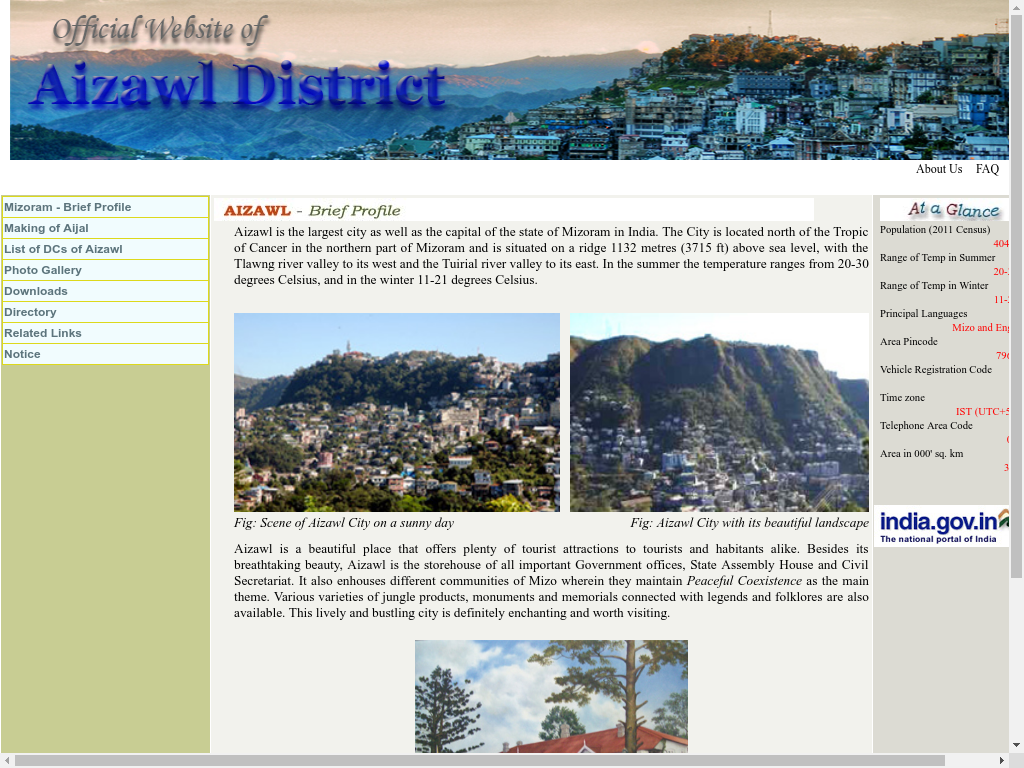 Official Website of
Aizawl District
About Us FAQ
Mizoram - Brief Profile
Making of Aijal
List of DCs of Aizawl
Photo Gallery
Downloads
Directory
Related Links
Notice
AIZAWL - Brief Profile
Aizawl is the largest city as well as the capital of the state of Mizoram in India. The City is located north of the Tropic
of Cancer in the northern part of Mizoram and is situated on a ridge 1132 metres (3715 ft) above sea level, with the
Tlawng river valley to its west and the Tuirial river valley to its east. In the summer the temperature ranges from 20-30
degrees Celsius, and in the winter 11-21 degrees Celsius.
Fig: Scene of Aizawl City on a sunny day
Fig: Aizawl City with its beautiful landscape
Aizawl is a beautiful place that offers plenty of tourist attractions to tourists and habitants alike. Besides its
breathtaking beauty, Aizawl is the storehouse of all important Government offices, State Assembly House and Civil
Secretariat. It also enhouses different communities of Mizo wherein they maintain Peaceful Coexistence as the main
theme. Various varieties of jungle products, monuments and memorials connected with legends and folklores are also
available. This lively and bustling city is definitely enchanting and worth visiting.
At a Glance
Population (2011 Census)
404
Range of Temp in Summer
20-
Range of Temp in Winter
11-
Principal Languages
Mizo and Eng
Area Pincode
796
Vehicle Registration Code
Time zone
IST (UTC+5
Telephone Area Code
Area in 000' sq. km
3
india.gov.in
The national portal of India